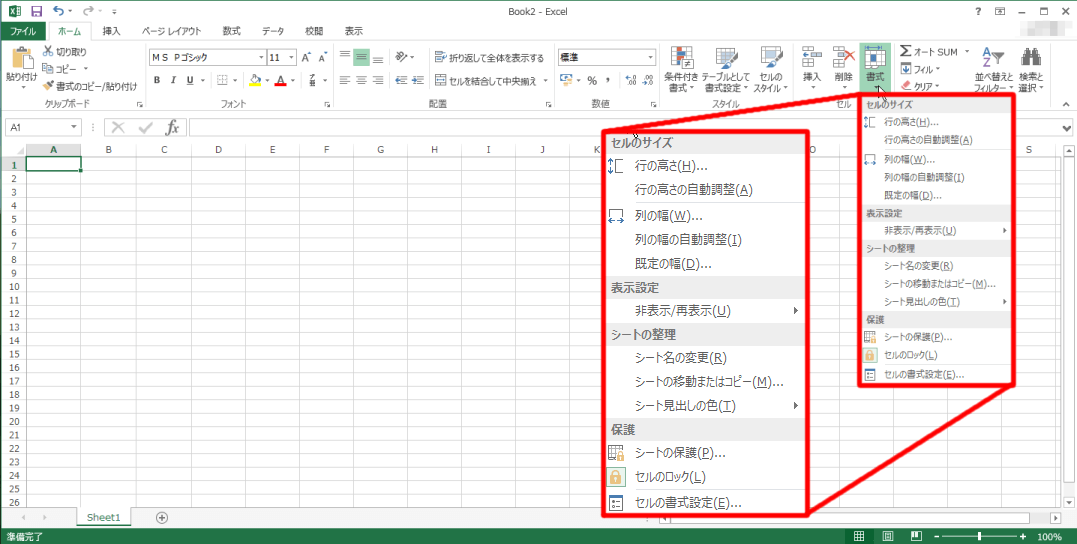 Book2 - Excel
ファイル ホーム 挿入 ページ レイアウト 数式 データ 校閲 表示
貼り付け
切り取り
コピー
書式のコピー/貼り付け
クリップボード
ＭＳ Ｐゴシック 11
B I U
フォント
折り返して全体を表示する
セルを結合して中央揃え
配置
標準
%
数値
条件付き
書式
テーブルとして
書式設定
セルの
スタイル
スタイル
挿入 削除 書式
セル
Σ オート SUM
フィル
クリア
並べ替えと
フィルター
検索と
選択
A1
fx
A B C D E F G H I J K O S
1
2
3
4
5
6
7
8
9
10
11
12
13
14
15
16
17
18
19
20
21
22
23
24
25
26
セルのサイズ
行の高さ(H)...
行の高さの自動調整(A)
列の幅(W)...
列の幅の自動調整(I)
既定の幅(D)...
表示設定
非表示/再表示(U)
シートの整理
シート名の変更(R)
シートの移動またはコピー(M)...
シート見出しの色(T)
保護
シートの保護(P)...
セルのロック(L)
セルの書式設定(E)...
セルのサイズ
行の高さ(H)...
行の高さの自動調整(A)
列の幅(W)...
列の幅の自動調整(I)
既定の幅(D)...
表示設定
非表示/再表示(U)
シートの整理
シート名の変更(R)
シートの移動またはコピー(M)...
シート見出しの色(T)
保護
シートの保護(P)...
セルのロック(L)
セルの書式設定(E)...
Sheet1
準備完了
100%